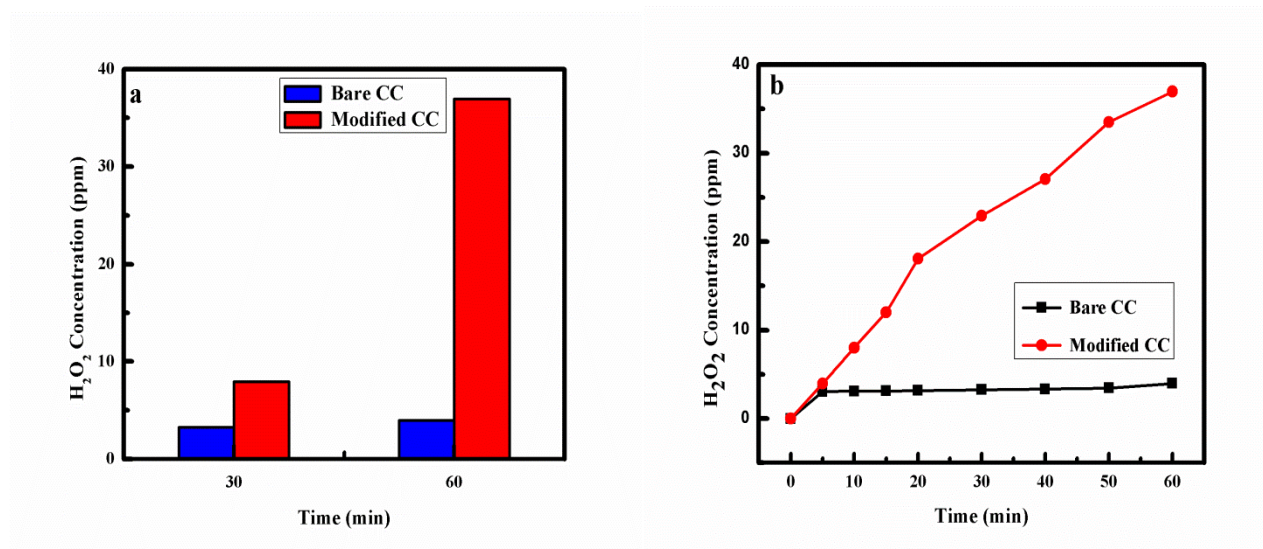 a
Bare CC
Modified CC
40
30
20
10
0
30
60
H₂O₂ Concentration (ppm)
Time (min)
b
Bare CC
Modified CC
40
30
20
10
0
0 10 20 30 40 50 60
H₂O₂ Concentration (ppm)
Time (min)